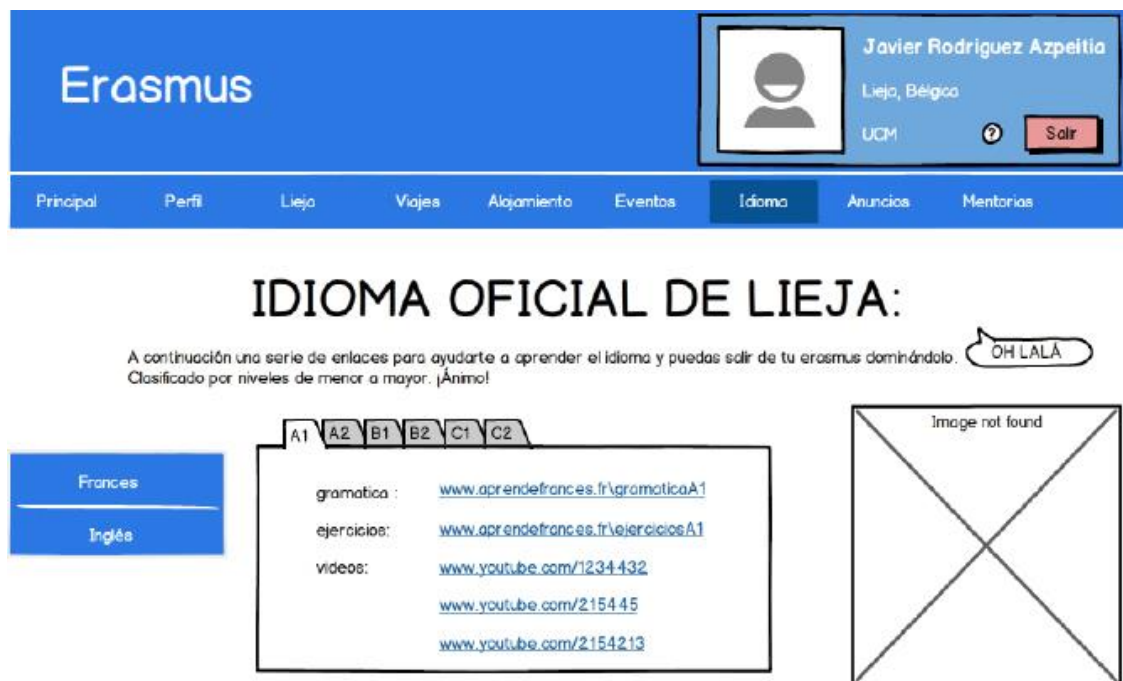 Erasmus
Javier Rodriguez Azpeitia
Lieja, Bélgica
UCM
?
Salir
Principal
Perfil
Lieja
Viajes
Alojamiento
Eventos
Idioma
Anuncios
Mentorias
IDIOMA OFICIAL DE LIEJA:
A continuación una serie de enlaces para ayudarte a aprender el idioma y puedas salir de tu erasmus dominándolo.
Clasificado por niveles de menor a mayor. ¡Ánimo!
OH LALÁ
Frances
Inglés
A1 A2 B1 B2 C1 C2
gramatica : www.aprendefrances.fr\gramaticaA1
ejercicios: www.aprendefrances.fr\ejerciciosA1
videos: www.youtube.com/1234432
www.youtube.com/215445
www.youtube.com/2154213
Image not found